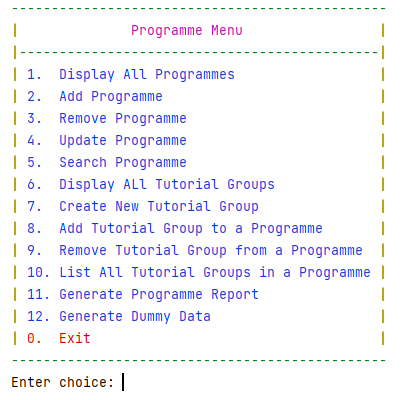 -----------------------------------------------
| Programme Menu |
|---------------------------------------------|
| 1. Display All Programmes |
| 2. Add Programme |
| 3. Remove Programme |
| 4. Update Programme |
| 5. Search Programme |
| 6. Display ALl Tutorial Groups |
| 7. Create New Tutorial Group |
| 8. Add Tutorial Group to a Programme |
| 9. Remove Tutorial Group from a Programme |
| 10. List All Tutorial Groups in a Programme |
| 11. Generate Programme Report |
| 12. Generate Dummy Data |
| 0. Exit |
-----------------------------------------------
Enter choice: